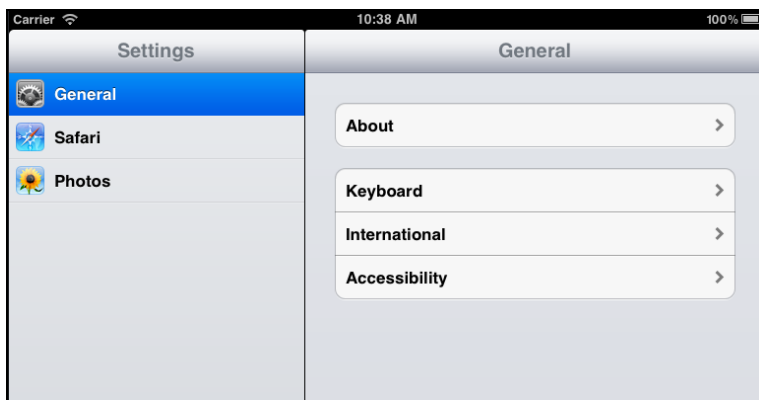 Carrier 10:38 AM 100%
Settings
General
Safari
Photos
General
About
Keyboard
International
Accessibility